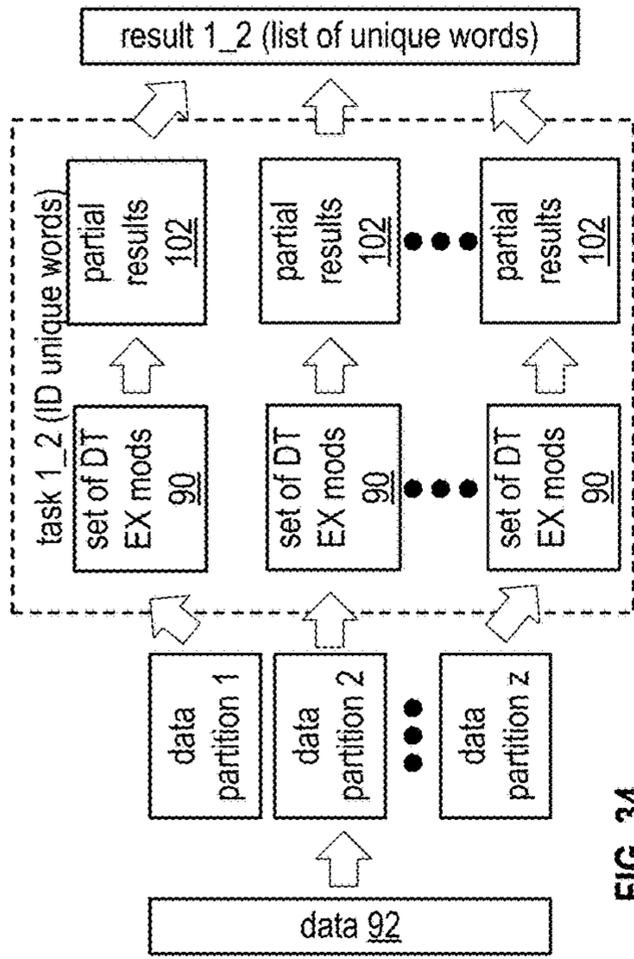 data 92
data
partition 1
data
partition 2
data
partition z
task 1_2 (ID unique words)
set of DT
EX mods
90
set of DT
EX mods
90
set of DT
EX mods
90
partial
results
102
partial
results
102
partial
results
102
result 1_2 (list of unique words)
FIG. 34